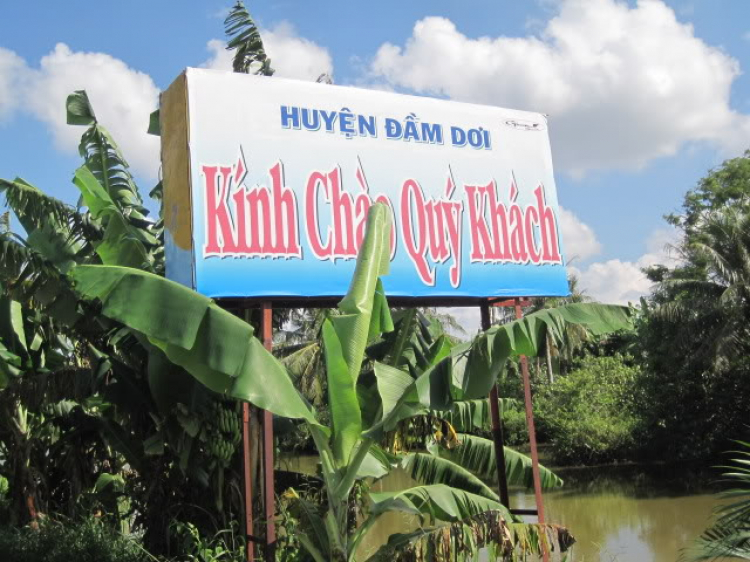 HUYỆN ĐẦM DƠI
Kính Chào Quý Khách